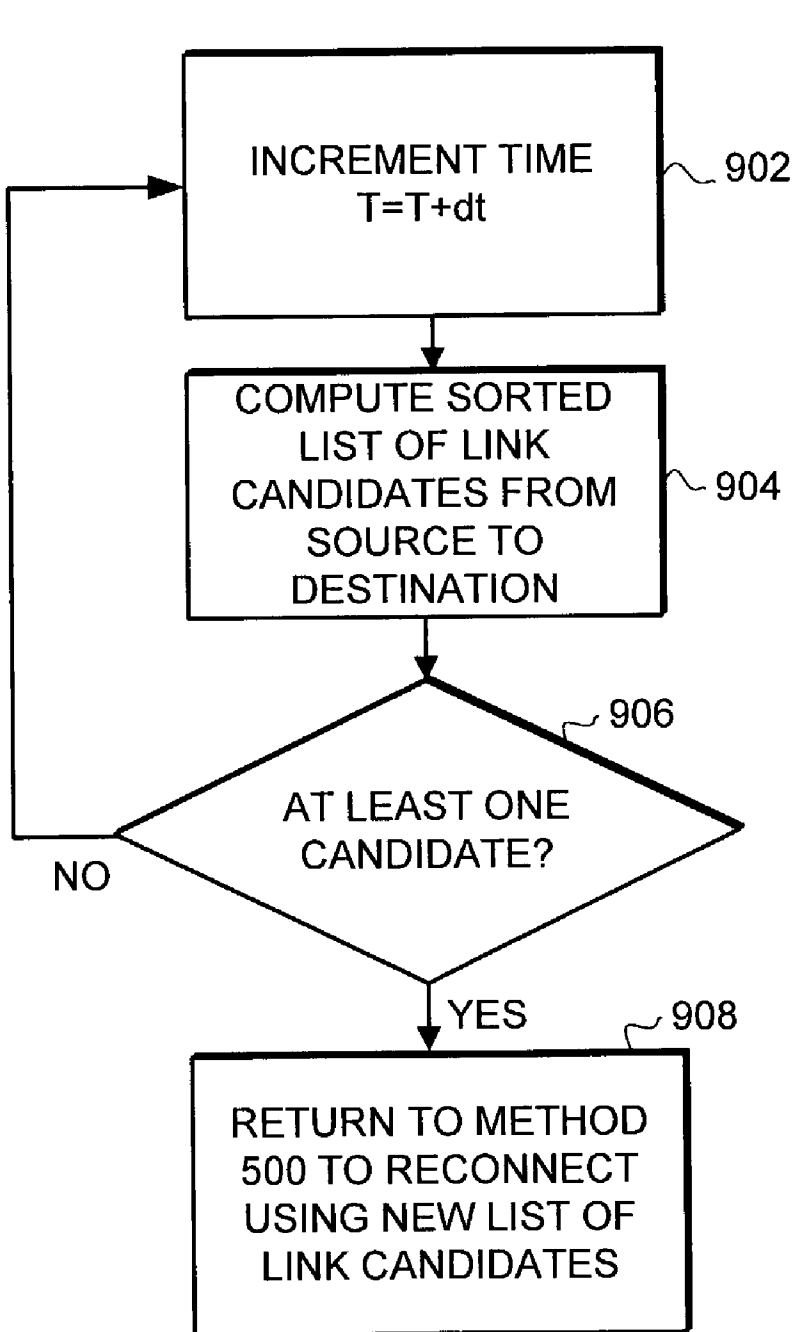 INCREMENT TIME
T=T+dt
902
COMPUTE SORTED
LIST OF LINK
CANDIDATES FROM
SOURCE TO
DESTINATION
904
906
AT LEAST ONE
CANDIDATE?
NO
YES
908
RETURN TO METHOD
500 TO RECONNECT
USING NEW LIST OF
LINK CANDIDATES